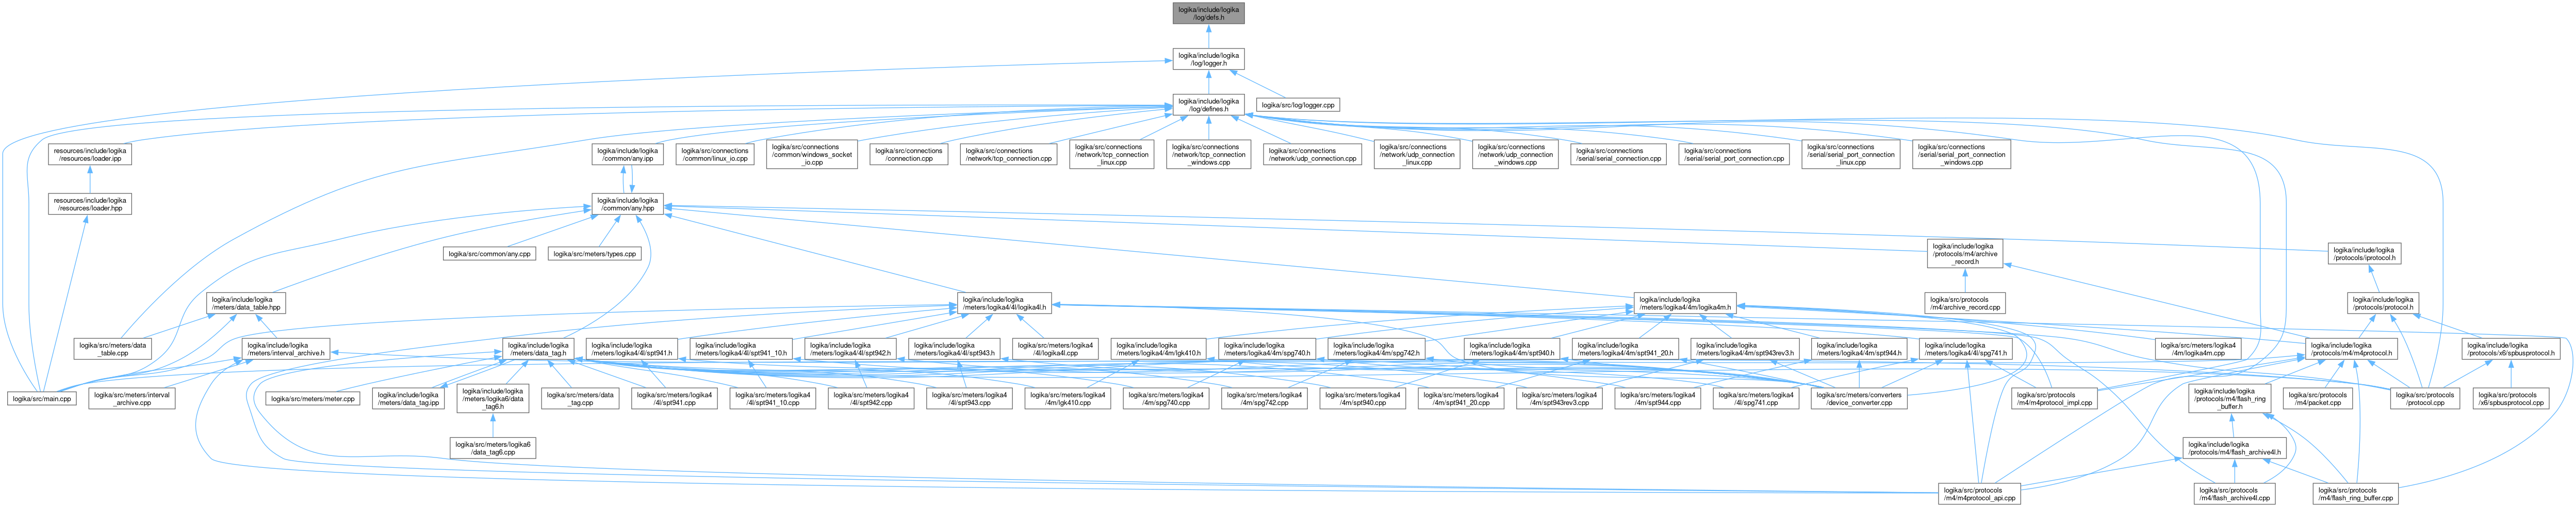 logika/include/logika
/log/defs.h
logika/include/logika
/log/logger.h
logika/include/logika
/log/defines.h
logika/src/log/logger.cpp
resources/include/logika
/resources/loader.ipp
logika/include/logika
/common/any.ipp
logika/src/connections
/common/linux_io.cpp
logika/src/connections
/common/windows_socket
_io.cpp
logika/src/connections
/connection.cpp
logika/src/connections
/network/tcp_connection.cpp
logika/src/connections
/network/tcp_connection
_linux.cpp
logika/src/connections
/network/tcp_connection
_windows.cpp
logika/src/connections
/network/udp_connection.cpp
logika/src/connections
/network/udp_connection
_linux.cpp
logika/src/connections
/network/udp_connection
_windows.cpp
logika/src/connections
/serial/serial_connection.cpp
logika/src/connections
/serial/serial_port_connection.cpp
logika/src/connections
/serial/serial_port_connection
_linux.cpp
logika/src/connections
/serial/serial_port_connection
_windows.cpp
resources/include/logika
/resources/loader.hpp
logika/include/logika
/common/any.hpp
logika/src/common/any.cpp
logika/src/meters/types.cpp
logika/include/logika
/protocols/m4/archive
_record.h
logika/include/logika
/protocols/iprotocol.h
logika/include/logika
/meters/data_table.hpp
logika/include/logika
/meters/logika4/4l/logika4l.h
logika/include/logika
/meters/logika4/4m/logika4m.h
logika/src/protocols
/m4/archive_record.cpp
logika/include/logika
/protocols/protocol.h
logika/src/meters/data
_table.cpp
logika/include/logika
/meters/interval_archive.h
logika/include/logika
/meters/data_tag.h
logika/include/logika
/meters/logika4/4l/spt941.h
logika/include/logika
/meters/logika4/4l/spt941_10.h
logika/include/logika
/meters/logika4/4l/spt942.h
logika/include/logika
/meters/logika4/4l/spt943.h
logika/src/meters/logika4
/4l/logika4l.cpp
logika/include/logika
/meters/logika4/4m/lgk410.h
logika/include/logika
/meters/logika4/4m/spg740.h
logika/include/logika
/meters/logika4/4m/spg742.h
logika/include/logika
/meters/logika4/4m/spt940.h
logika/include/logika
/meters/logika4/4m/spt941_20.h
logika/include/logika
/meters/logika4/4m/spt943rev3.h
logika/include/logika
/meters/logika4/4m/spt944.h
logika/include/logika
/meters/logika4/4l/spg741.h
logika/src/meters/logika4
/4m/logika4m.cpp
logika/include/logika
/protocols/m4/m4protocol.h
logika/include/logika
/protocols/x6/spbusprotocol.h
logika/src/main.cpp
logika/src/meters/interval
_archive.cpp
logika/src/meters/meter.cpp
logika/include/logika
/meters/data_tag.ipp
logika/include/logika
/meters/logika6/data
_tag6.h
logika/src/meters/data
_tag.cpp
logika/src/meters/logika4
/4l/spt941.cpp
logika/src/meters/logika4
/4l/spt941_10.cpp
logika/src/meters/logika4
/4l/spt942.cpp
logika/src/meters/logika4
/4l/spt943.cpp
logika/src/meters/logika4
/4m/lgk410.cpp
logika/src/meters/logika4
/4m/spg740.cpp
logika/src/meters/logika4
/4m/spg742.cpp
logika/src/meters/logika4
/4m/spt940.cpp
logika/src/meters/logika4
/4m/spt941_20.cpp
logika/src/meters/logika4
/4m/spt943rev3.cpp
logika/src/meters/logika4
/4m/spt944.cpp
logika/src/meters/logika4
/4l/spg741.cpp
logika/src/meters/converters
/device_converter.cpp
logika/src/protocols
/m4/m4protocol_impl.cpp
logika/include/logika
/protocols/m4/flash_ring
_buffer.h
logika/src/protocols
/m4/packet.cpp
logika/src/protocols
/protocol.cpp
logika/src/protocols
/x6/spbusprotocol.cpp
logika/src/meters/logika6
/data_tag6.cpp
logika/include/logika
/protocols/m4/flash_archive4l.h
logika/src/protocols
/m4/m4protocol_api.cpp
logika/src/protocols
/m4/flash_archive4l.cpp
logika/src/protocols
/m4/flash_ring_buffer.cpp